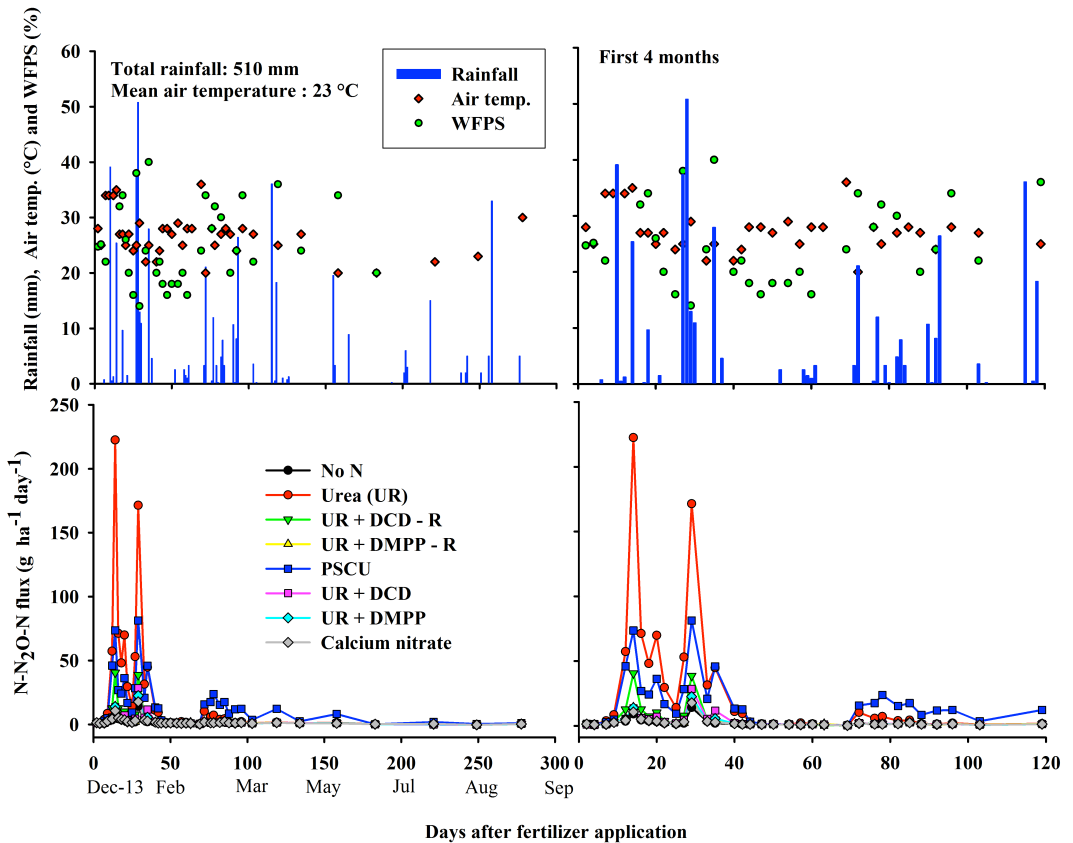 Rainfall (mm), Air temp. (°C) and WFPS (%)
60
50
40
30
20
10
0
Total rainfall: 510 mm
Mean air temperature : 23 °C
Rainfall
Air temp.
WFPS
First 4 months
N-N2O-N flux (g ha-1 day-1)
250
200
150
100
50
0
No N
Urea (UR)
UR + DCD - R
UR + DMPP - R
PSCU
UR + DCD
UR + DMPP
Calcium nitrate
0 50 100 150 200 250 300
Dec-13 Feb Mar May Jul Aug Sep
0 20 40 60 80 100 120
Days after fertilizer application